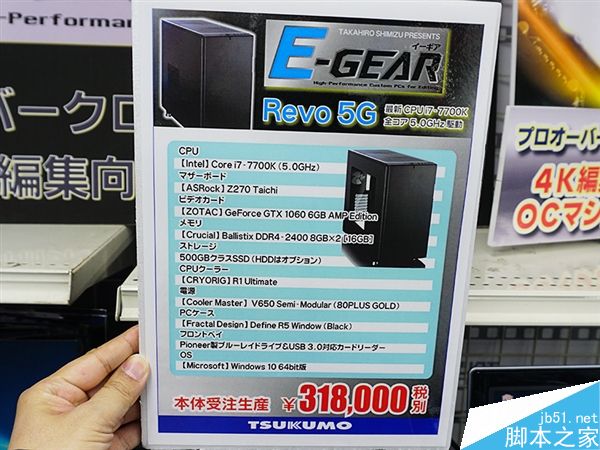 TAKAHIRO SHIMIZU PRESENTS
E-GEAR
イーギア
High-Performance Custom PCs for Editing
Revo 5G
最新CPU i7-7700K
全コア5.0GHz駆動
CPU
【Intel】Core i7-7700K（5.0GHz）
マザーボード
【ASRock】Z270 Taichi
ビデオカード
【ZOTAC】GeForce GTX 1060 6GB AMP Edition
メモリ
【Crucial】Ballistix DDR4-2400 8GB×2［16GB］
ストレージ
500GBクラスSSD（HDDはオプション）
CPUクーラー
【CRYORIG】R1 Ultimate
電源
【Cooler Master】V650 Semi-Modular（80PLUS GOLD）
PCケース
【Fractal Design】Define R5 Window（Black）
フロントベイ
Pioneer製ブルーレイドライブ&USB 3.0対応カードリーダー
OS
【Microsoft】Windows 10 64bit版
本体受注生産 ¥318,000税別
TSUKUMO
-Performan
バークロ
編集向
プロオーバー
4K編
OCマシ
jb51.net
脚本之家